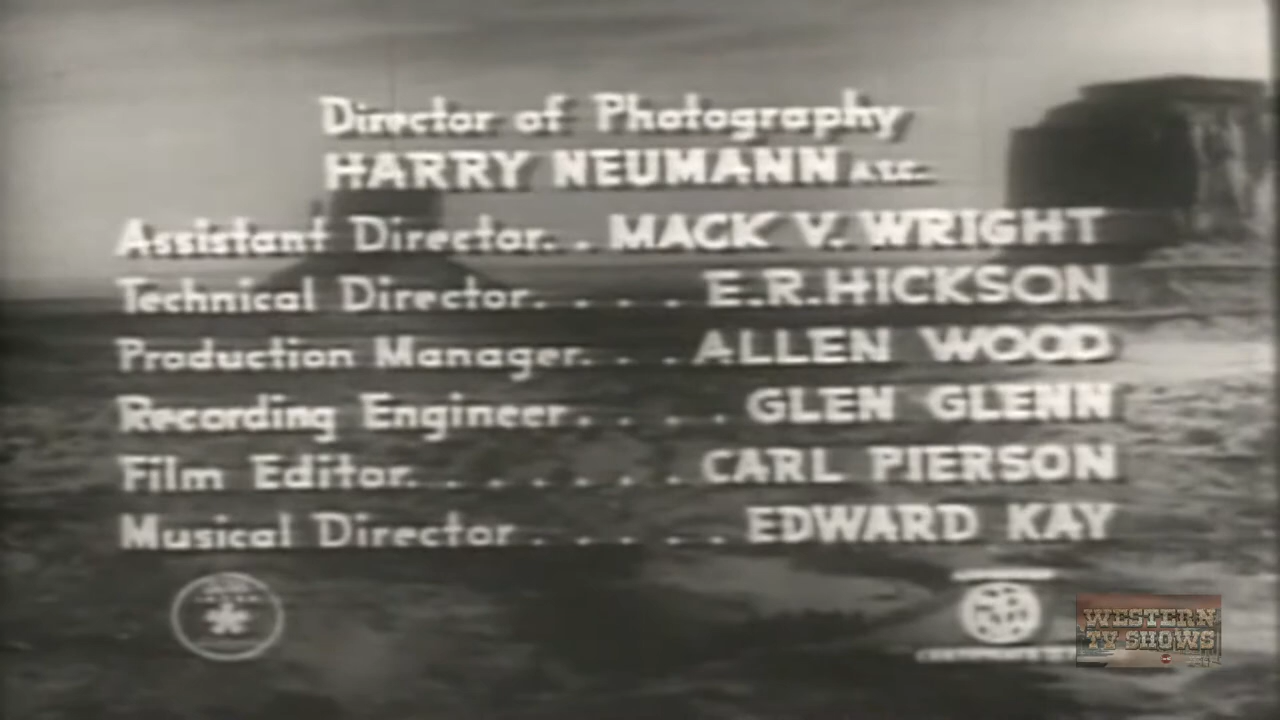 Director of Photography
HARRY NEUMANN A.S.C.
Assistant Director. . . MACK V. WRIGHT
Technical Director. . . . . E.R.HICKSON
Production Manager. . . . ALLEN WOOD
Recording Engineer. . . . . GLEN GLENN
Film Editor. . . . . . . CARL PIERSON
Musical Director . . . . . EDWARD KAY
WESTERN
TV SHOWS